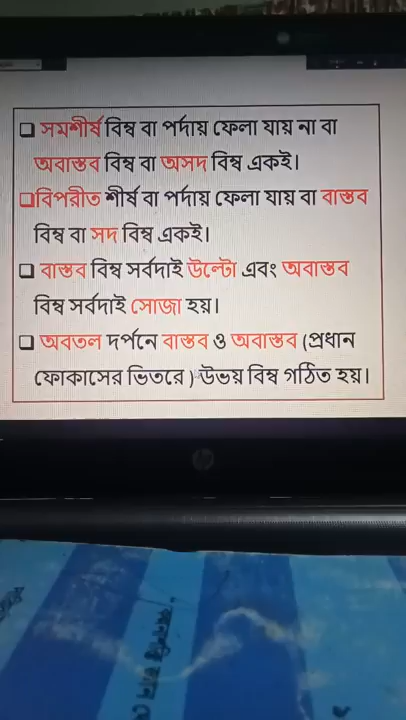 ❑ সমশীর্ষ বিম্ব বা পর্দায় ফেলা যায় না বা
অবাস্তব বিম্ব বা অসদ বিম্ব একই।
❑বিপরীত শীর্ষ বা পর্দায় ফেলা যায় বা বাস্তব
বিম্ব বা সদ বিম্ব একই।
❑ বাস্তব বিম্ব সর্বদাই উল্টো এবং অবাস্তব
বিম্ব সর্বদাই সোজা হয়।
❑ অবতল দর্পনে বাস্তব ও অবাস্তব (প্রধান
ফোকাসের ভিতরে ) উভয় বিম্ব গঠিত হয়।
hp